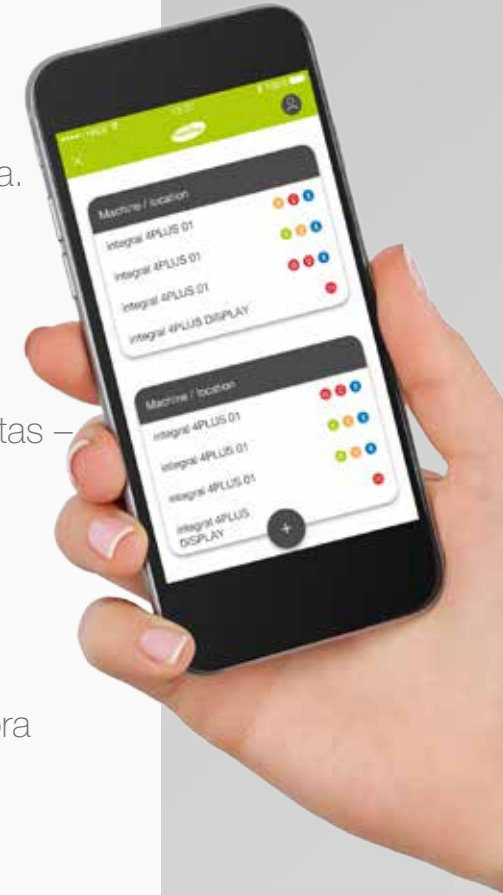 a.
tas –
ora
Machine / location
integral 4PLUS 01
integral 4PLUS 01
integral 4PLUS 01
integral 4PLUS DISPLAY
Machine / location
integral 4PLUS 01
integral 4PLUS 01
integral 4PLUS 01
integral 4PLUS
DISPLAY
+